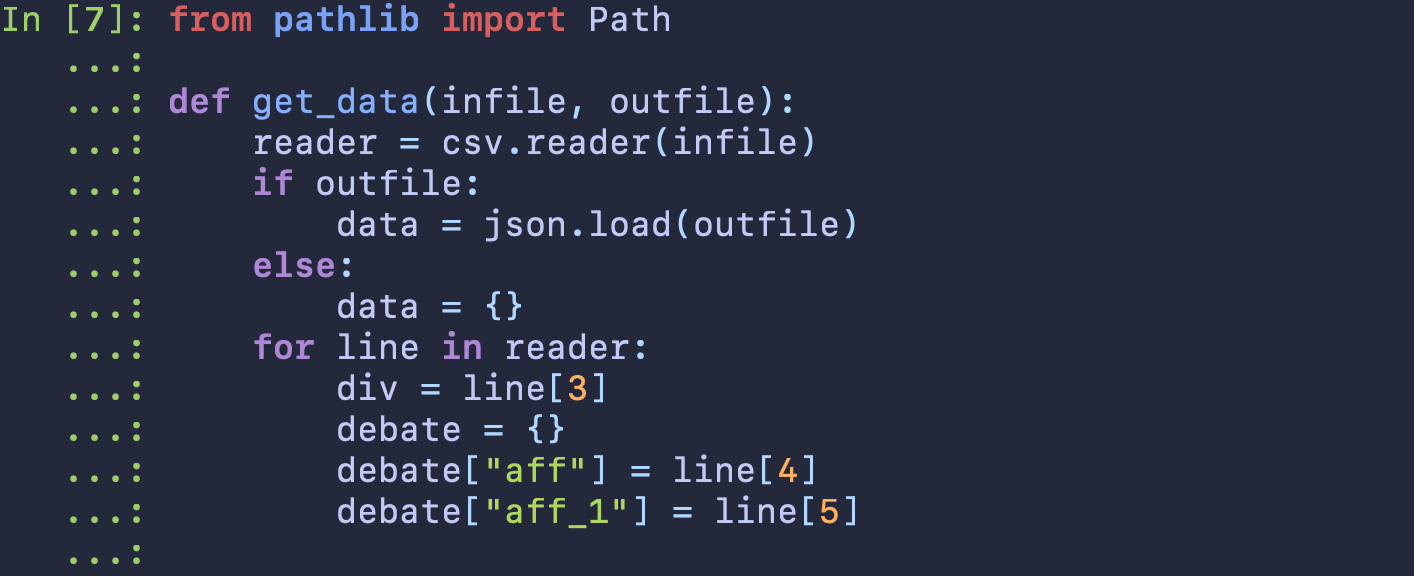 In [7]: from pathlib import Path
   ...:
   ...: def get_data(infile, outfile):
   ...:     reader = csv.reader(infile)
   ...:     if outfile:
   ...:         data = json.load(outfile)
   ...:     else:
   ...:         data = {}
   ...:     for line in reader:
   ...:         div = line[3]
   ...:         debate = {}
   ...:         debate["aff"] = line[4]
   ...:         debate["aff_1"] = line[5]
   ...: